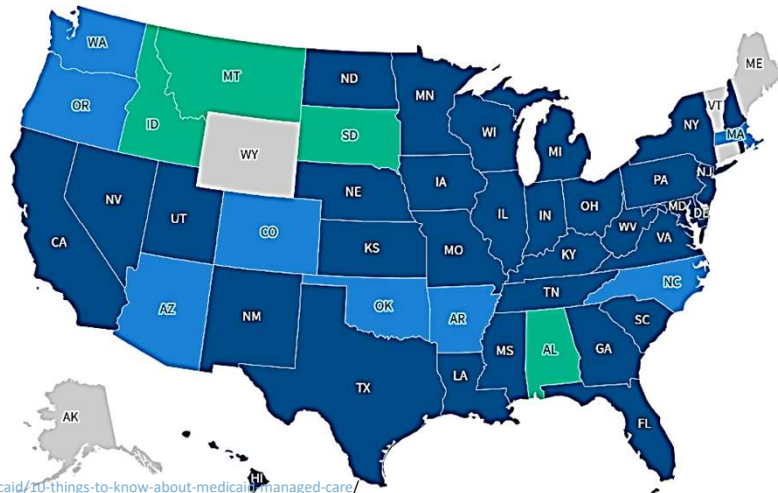 WA
ME
MT
ND
VT
MN
OR
ID
SD
WI
NY
MA
WY
MI
IA
PA
NJ
NE
NV
OH
MD
DE
UT
IL
IN
CO
WV
VA
CA
KS
MO
KY
NC
TN
OK
AZ
NM
AR
SC
MS
AL
GA
TX
LA
AK
FL
HI
caid/10-things-to-know-about-medicaid-managed-care/